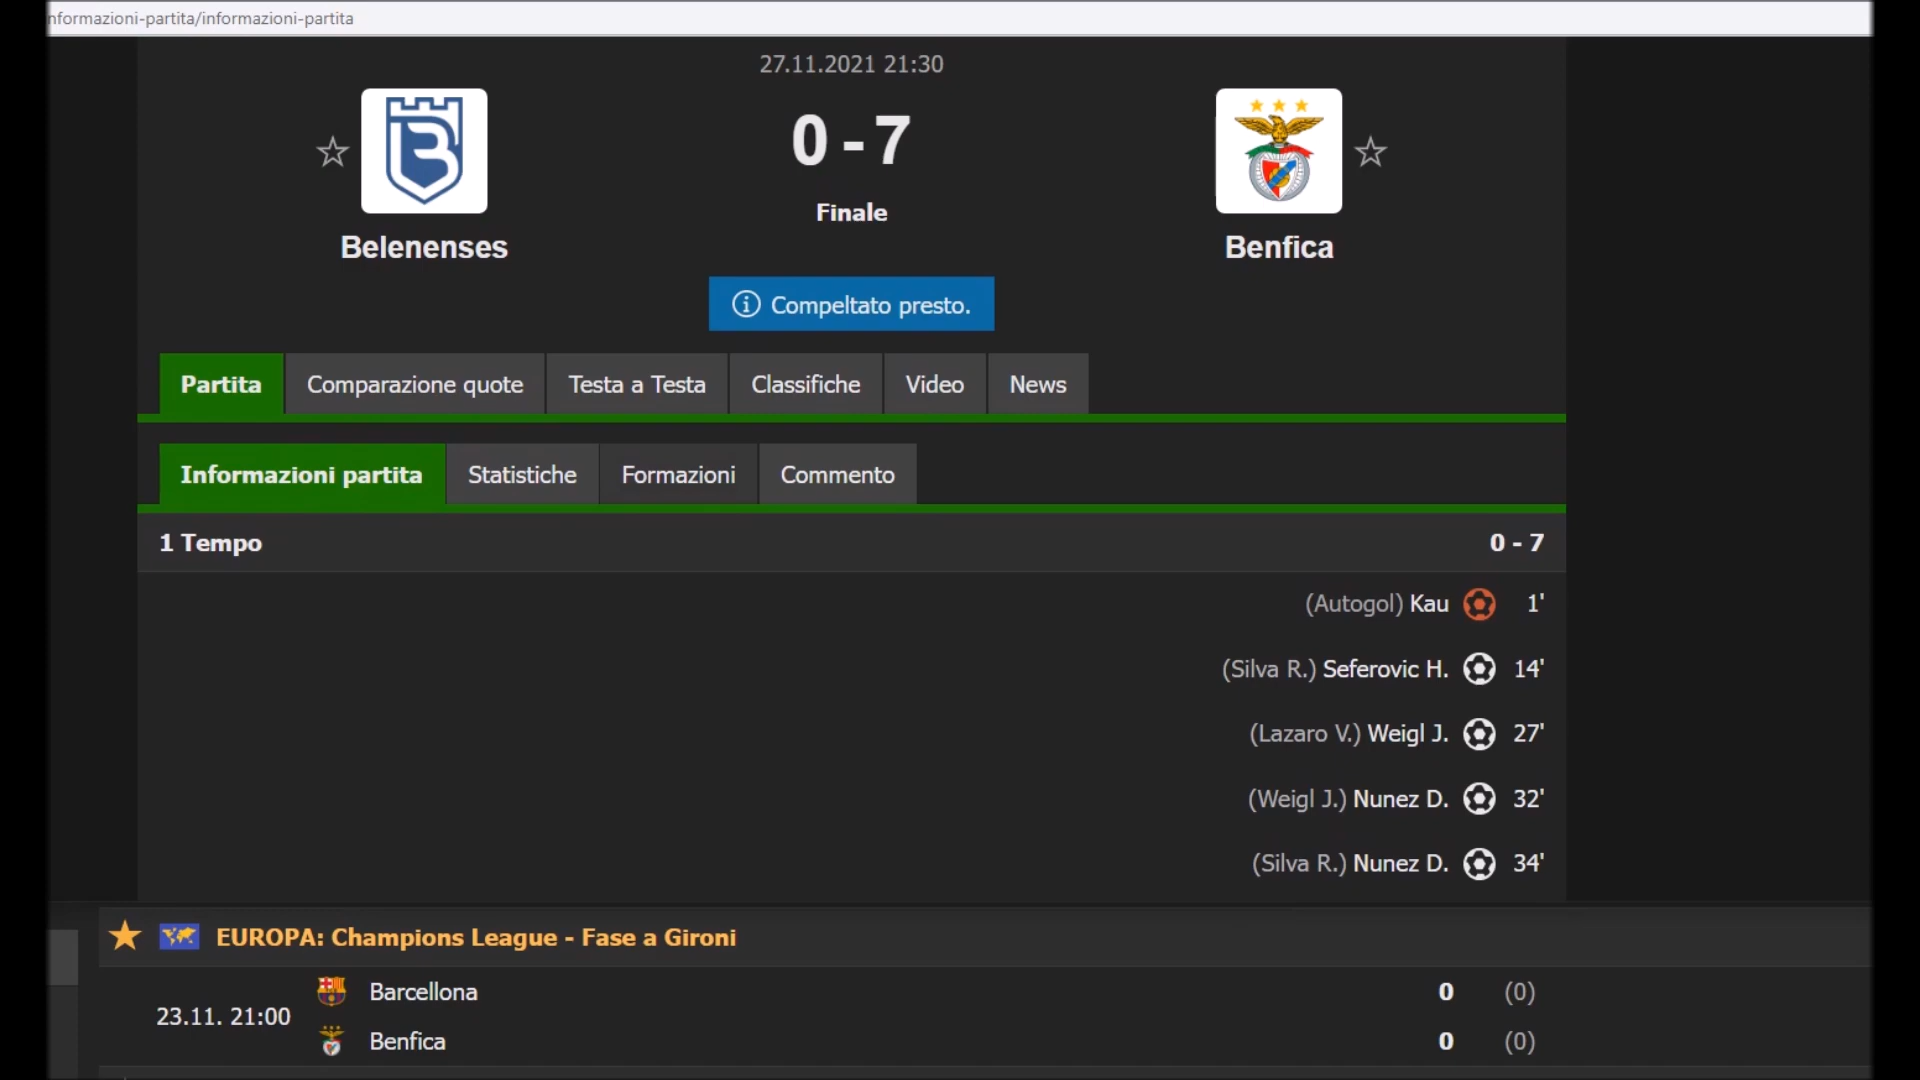 nformazioni-partita/informazioni-partita
27.11.2021 21:30
0 - 7
Finale
Belenenses
Benfica
Compeltato presto.
Partita
Comparazione quote
Testa a Testa
Classifiche
Video
News
Informazioni partita
Statistiche
Formazioni
Commento
1 Tempo 0 - 7
(Autogol) Kau 1'
(Silva R.) Seferovic H. 14'
(Lazaro V.) Weigl J. 27'
(Weigl J.) Nunez D. 32'
(Silva R.) Nunez D. 34'
EUROPA: Champions League - Fase a Gironi
23.11. 21:00
Barcellona 0 (0)
Benfica 0 (0)